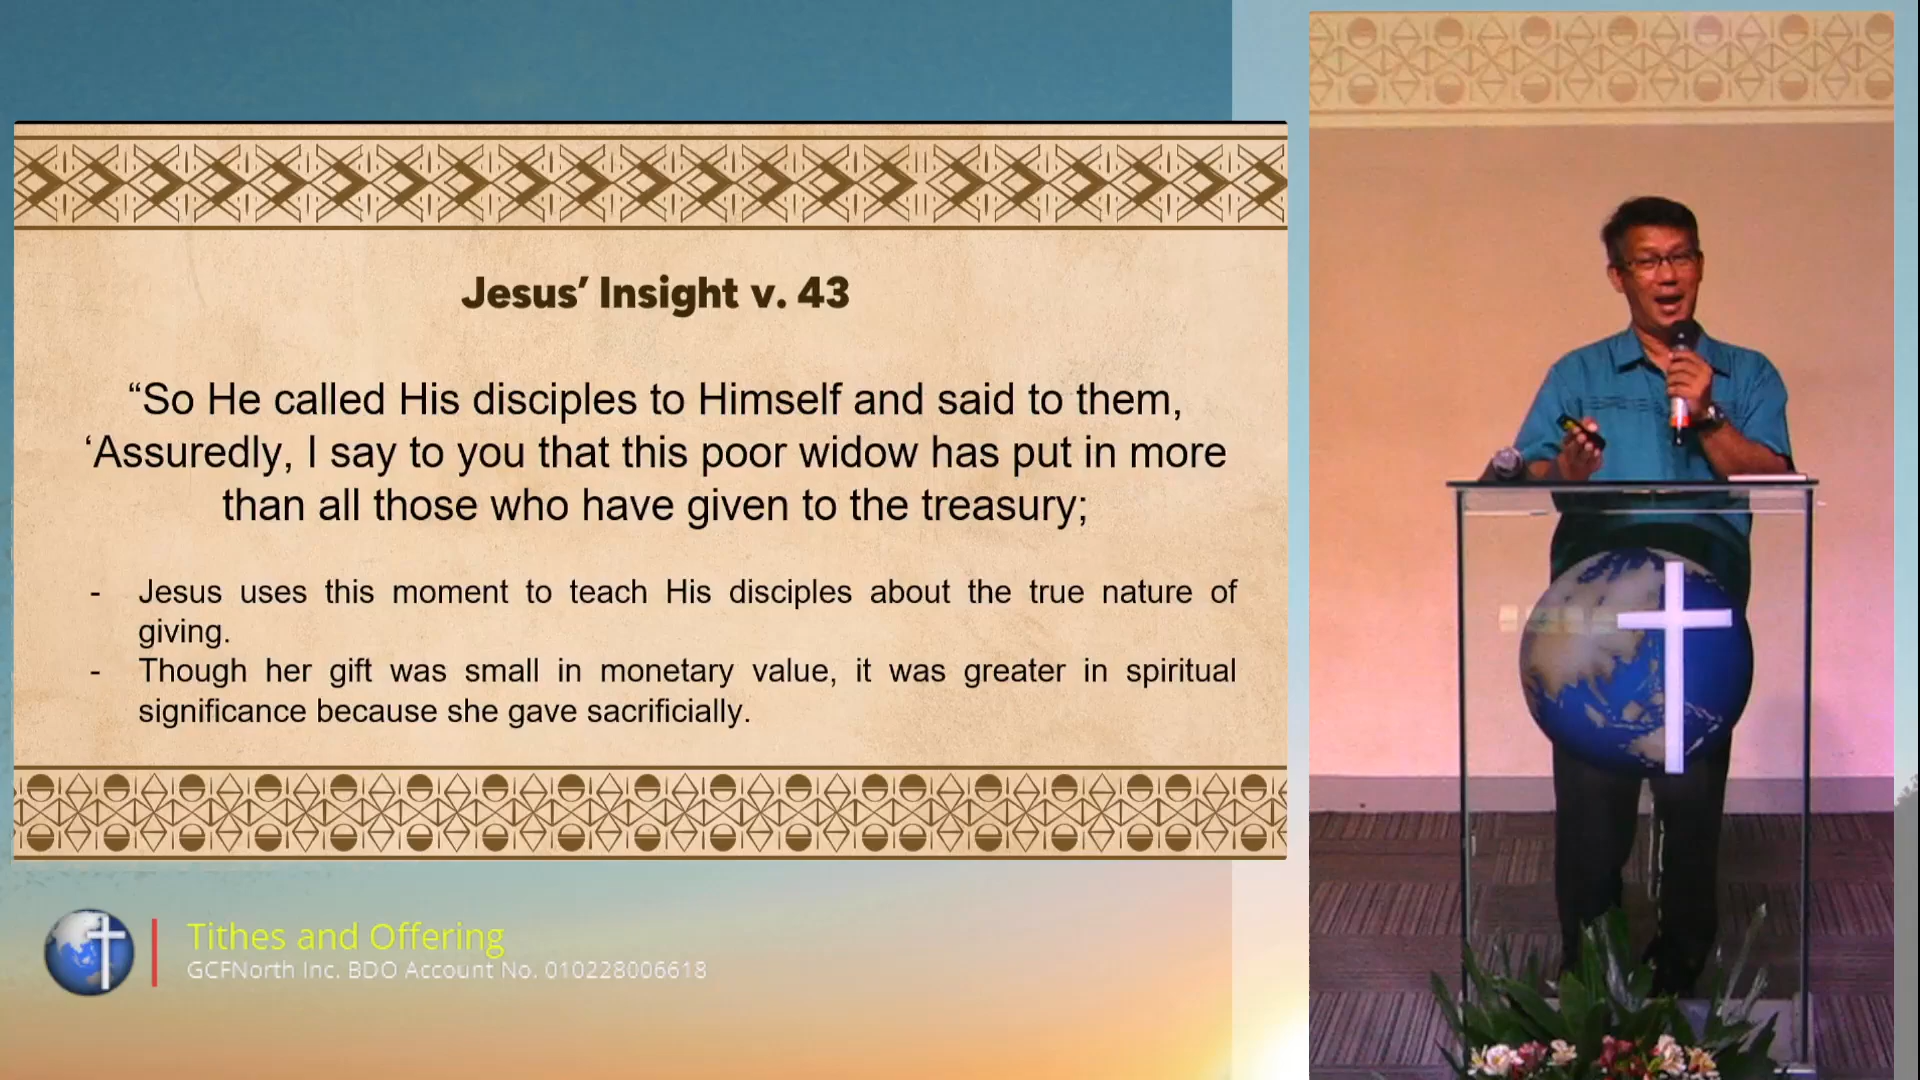 Jesus’ Insight v. 43
“So He called His disciples to Himself and said to them,
‘Assuredly, I say to you that this poor widow has put in more
than all those who have given to the treasury;
- Jesus uses this moment to teach His disciples about the true nature of
giving.
- Though her gift was small in monetary value, it was greater in spiritual
significance because she gave sacrificially.
Tithes and Offering
GCFNorth Inc. BDO Account No. 010228006618